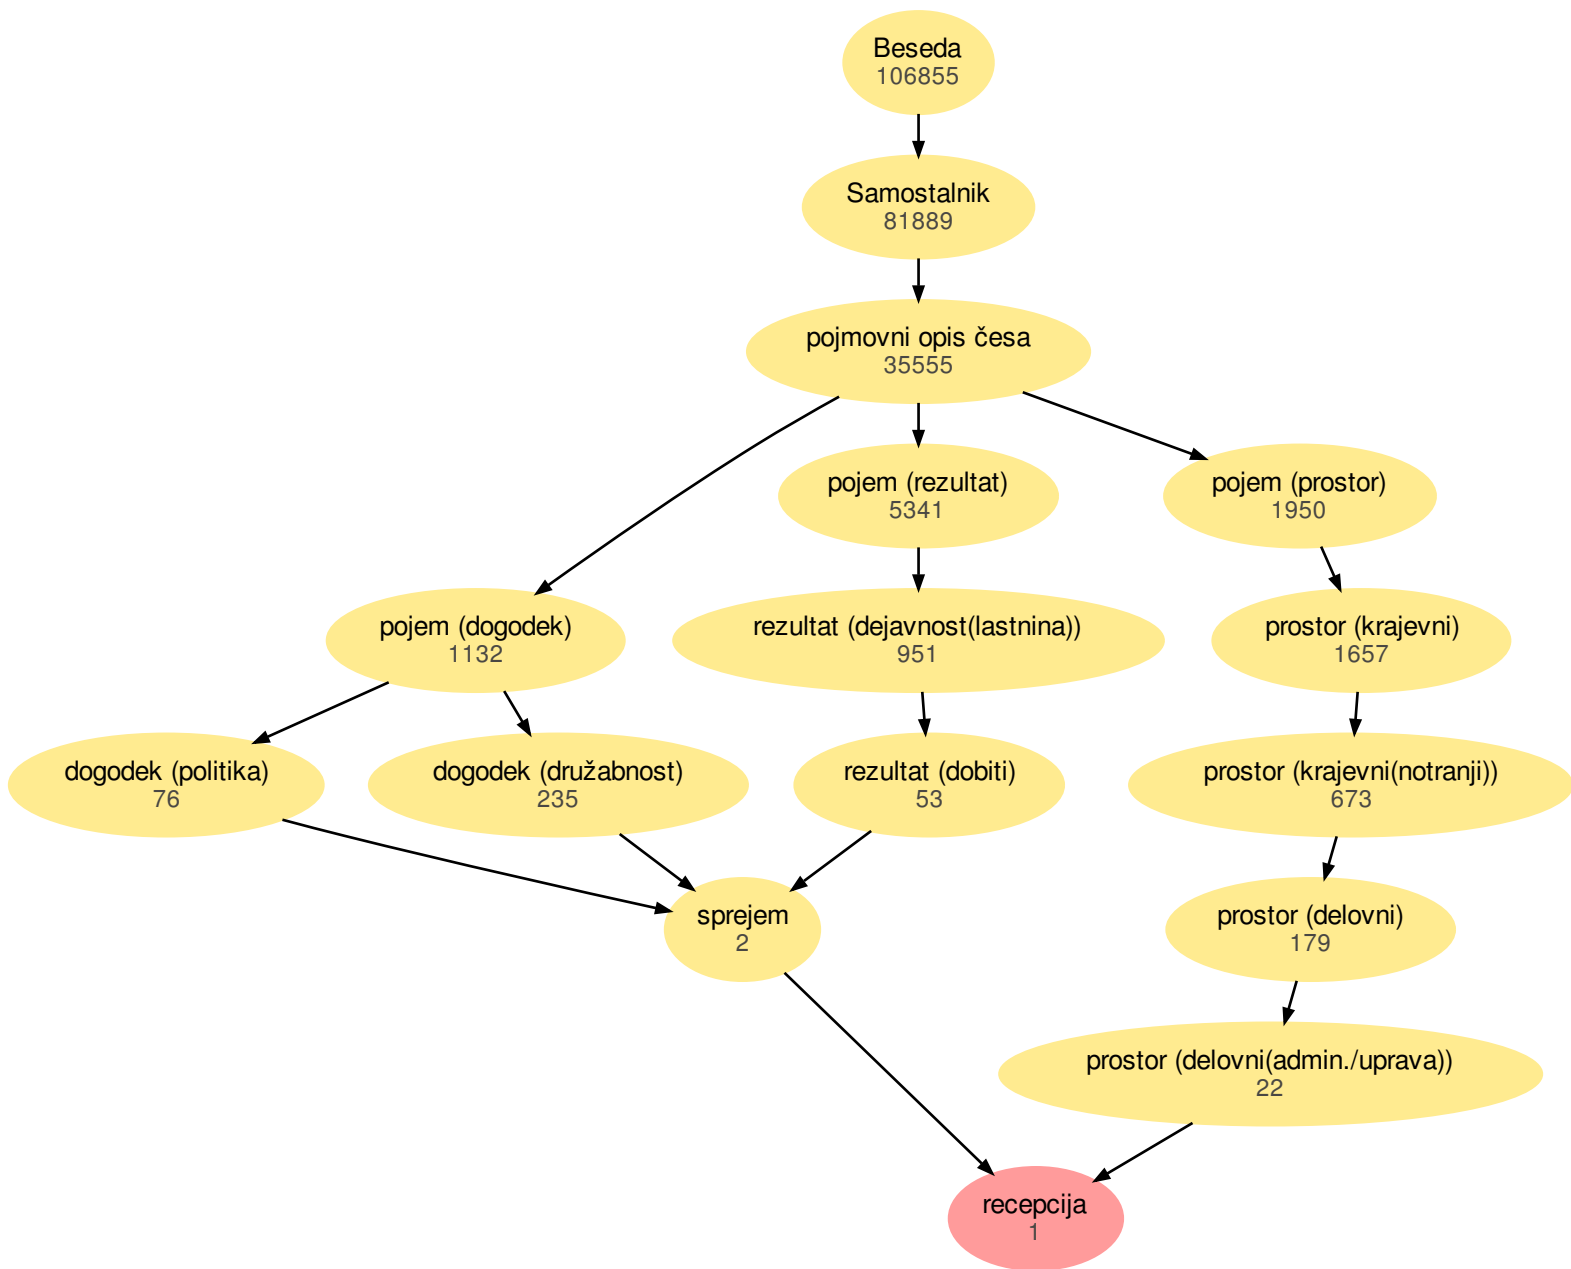 Beseda
106855
Samostalnik
81889
pojmovni opis česa
35555
pojem (rezultat)
5341
pojem (prostor)
1950
pojem (dogodek)
1132
rezultat (dejavnost(lastnina))
951
prostor (krajevni)
1657
dogodek (politika)
76
dogodek (družabnost)
235
rezultat (dobiti)
53
prostor (krajevni(notranji))
673
sprejem
2
prostor (delovni)
179
prostor (delovni(admin./uprava))
22
recepcija
1